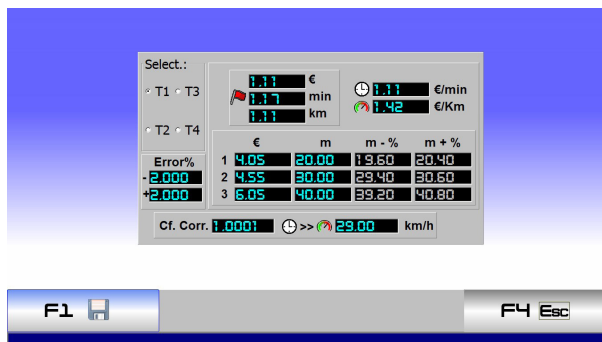 Select.:
T1 T3
T2 T4
Error%
- 2.000
+2.000
1.11 €
1.17 min
1.11 km
1.11 €/min
1.42 €/Km
€ m m - % m + %
1 4.05 20.00 19.60 20.40
2 4.55 30.00 29.40 30.60
3 6.05 40.00 39.20 40.80
Cf. Corr. 1.0001 >> 29.00 km/h
F1
F4 Esc